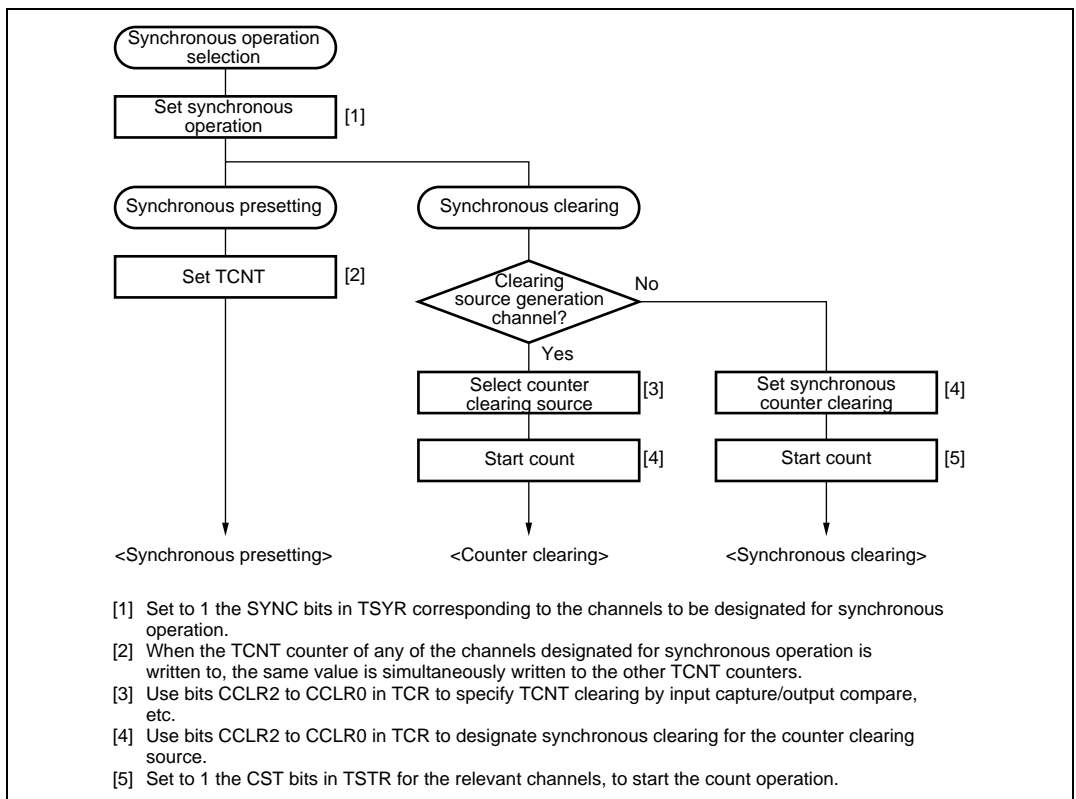 Synchronous operation
selection
Set synchronous
operation
[1]
Synchronous presetting
Synchronous clearing
Set TCNT
[2]
Clearing
source generation
channel?
No
Yes
Select counter
clearing source
[3]
Set synchronous
counter clearing
[4]
Start count
[4]
Start count
[5]
<Synchronous presetting>
<Counter clearing>
<Synchronous clearing>
[1] Set to 1 the SYNC bits in TSYR corresponding to the channels to be designated for synchronous
operation.
[2] When the TCNT counter of any of the channels designated for synchronous operation is
written to, the same value is simultaneously written to the other TCNT counters.
[3] Use bits CCLR2 to CCLR0 in TCR to specify TCNT clearing by input capture/output compare,
etc.
[4] Use bits CCLR2 to CCLR0 in TCR to designate synchronous clearing for the counter clearing
source.
[5] Set to 1 the CST bits in TSTR for the relevant channels, to start the count operation.